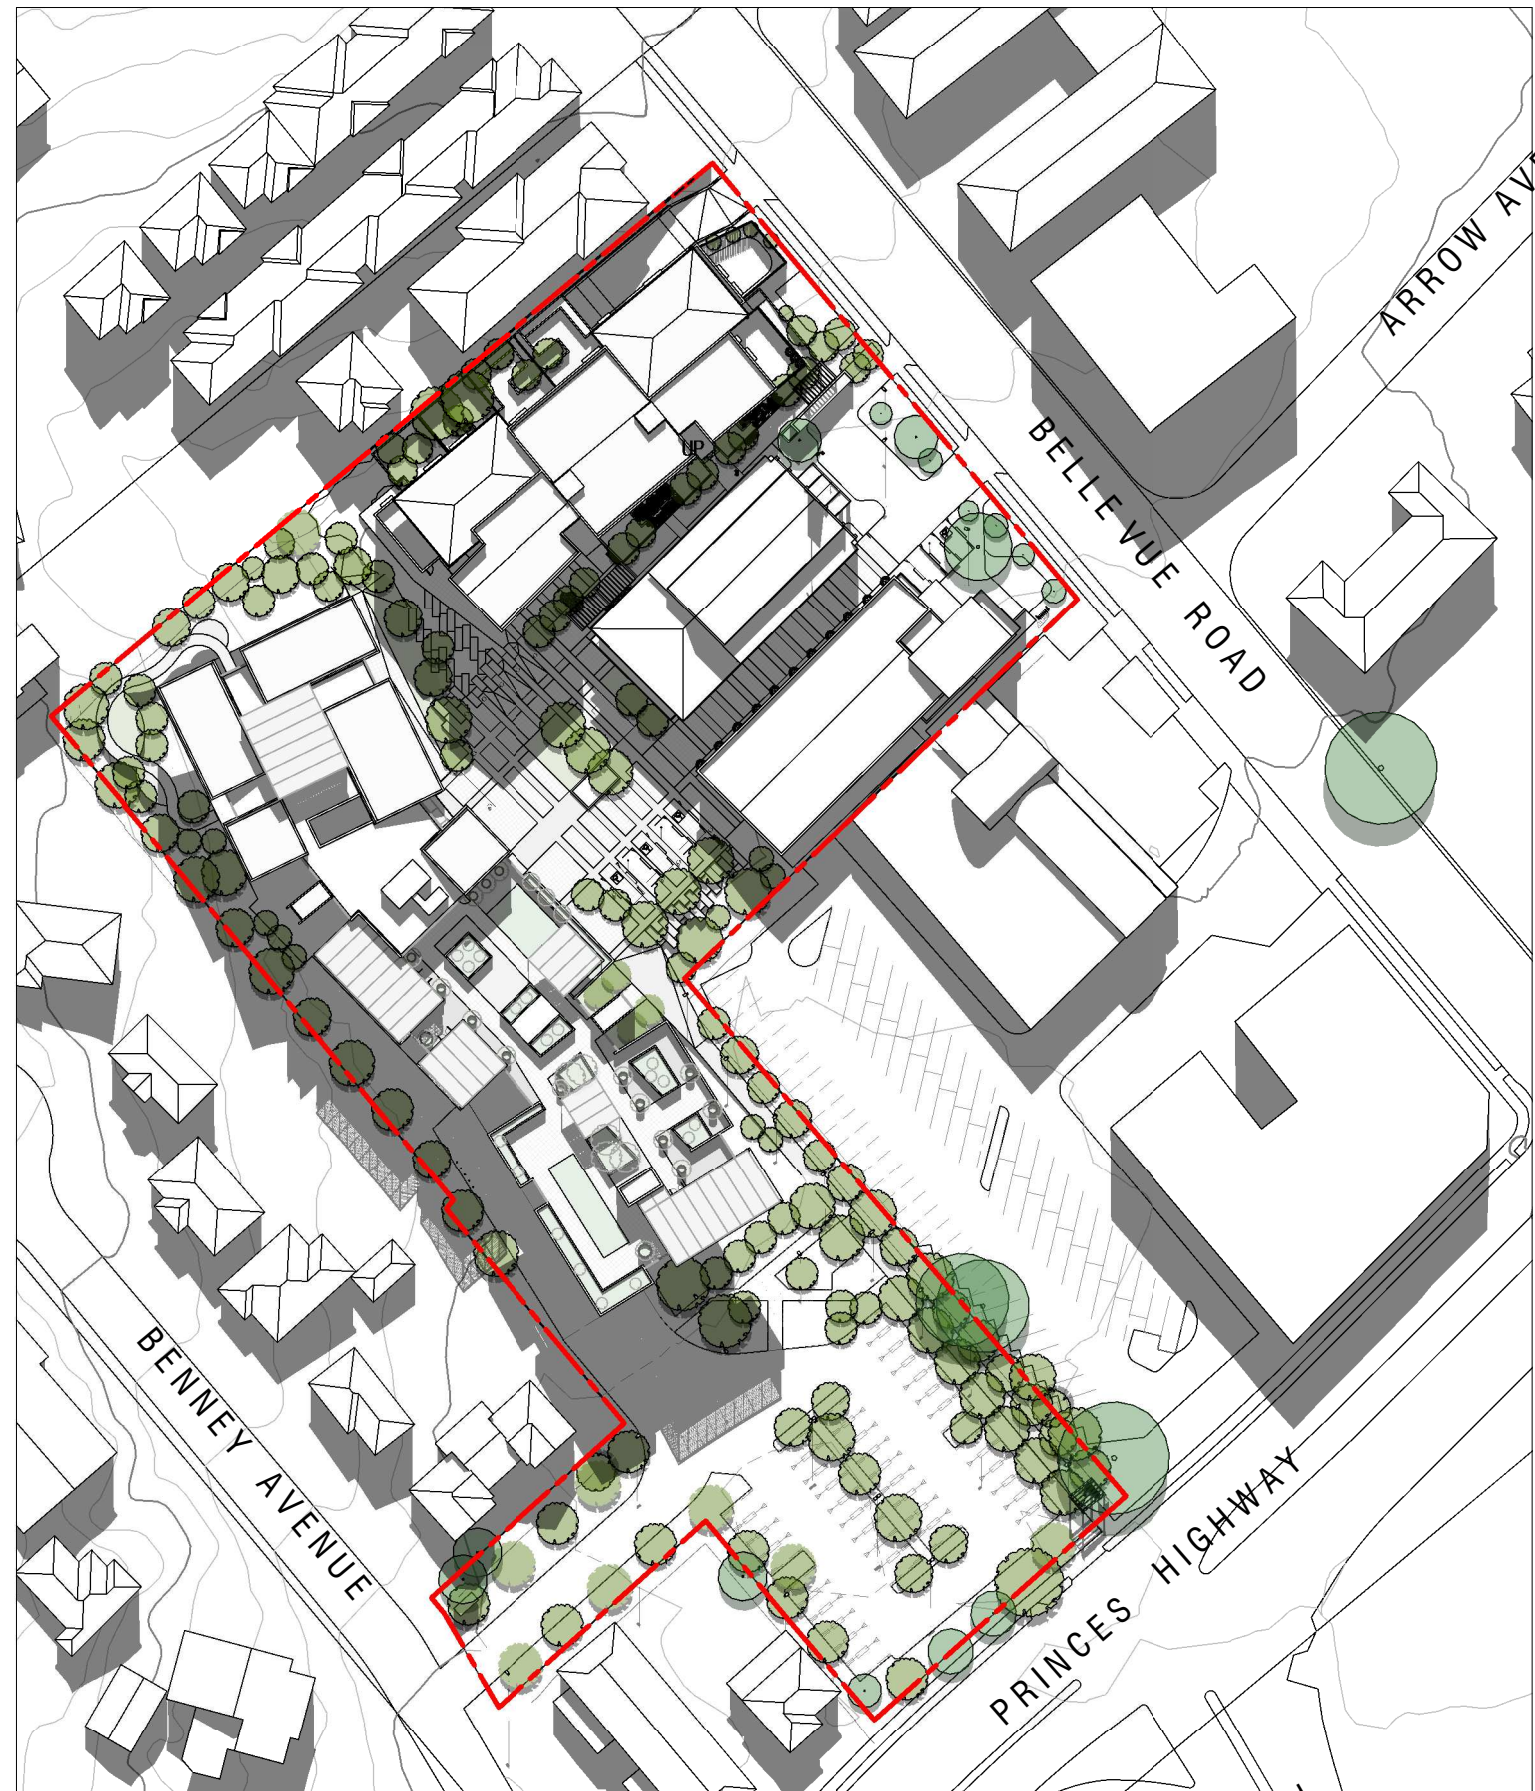 ARROW AV
UP
BELLEVUE ROAD
BENNEY AVENUE
PRINCES HIGHWAY